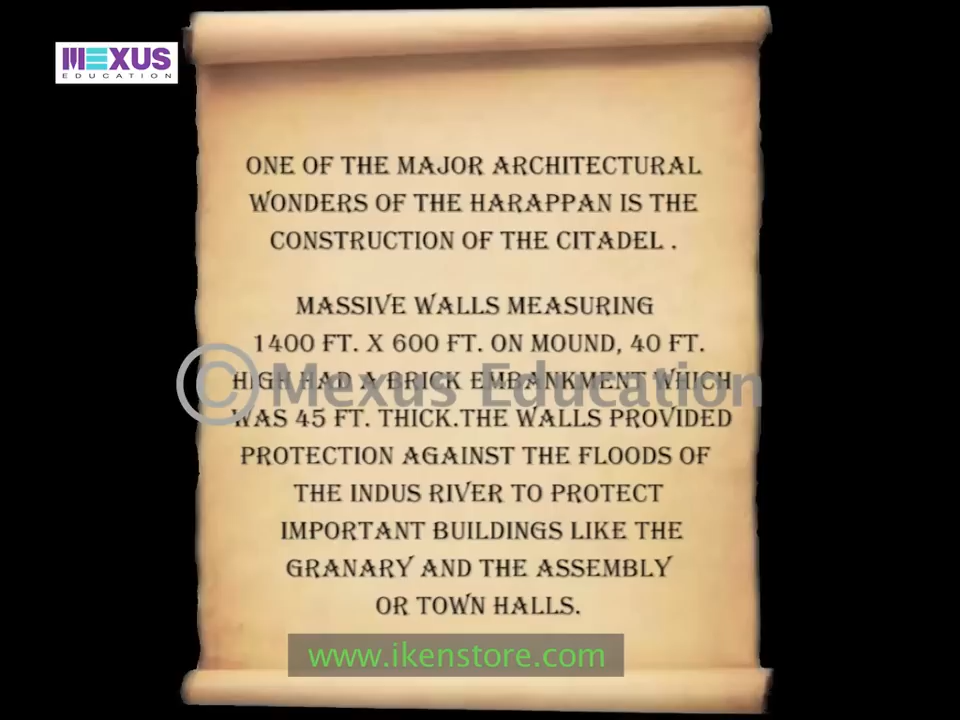 MEXUS
EDUCATION
ONE OF THE MAJOR ARCHITECTURAL
WONDERS OF THE HARAPPAN IS THE
CONSTRUCTION OF THE CITADEL .
MASSIVE WALLS MEASURING
1400 FT. X 600 FT. ON MOUND, 40 FT.
HIGH HAD A BRICK EMBANKMENT WHICH
WAS 45 FT. THICK.THE WALLS PROVIDED
PROTECTION AGAINST THE FLOODS OF
THE INDUS RIVER TO PROTECT
IMPORTANT BUILDINGS LIKE THE
GRANARY AND THE ASSEMBLY
OR TOWN HALLS.
© Mexus Education
www.ikenstore.com